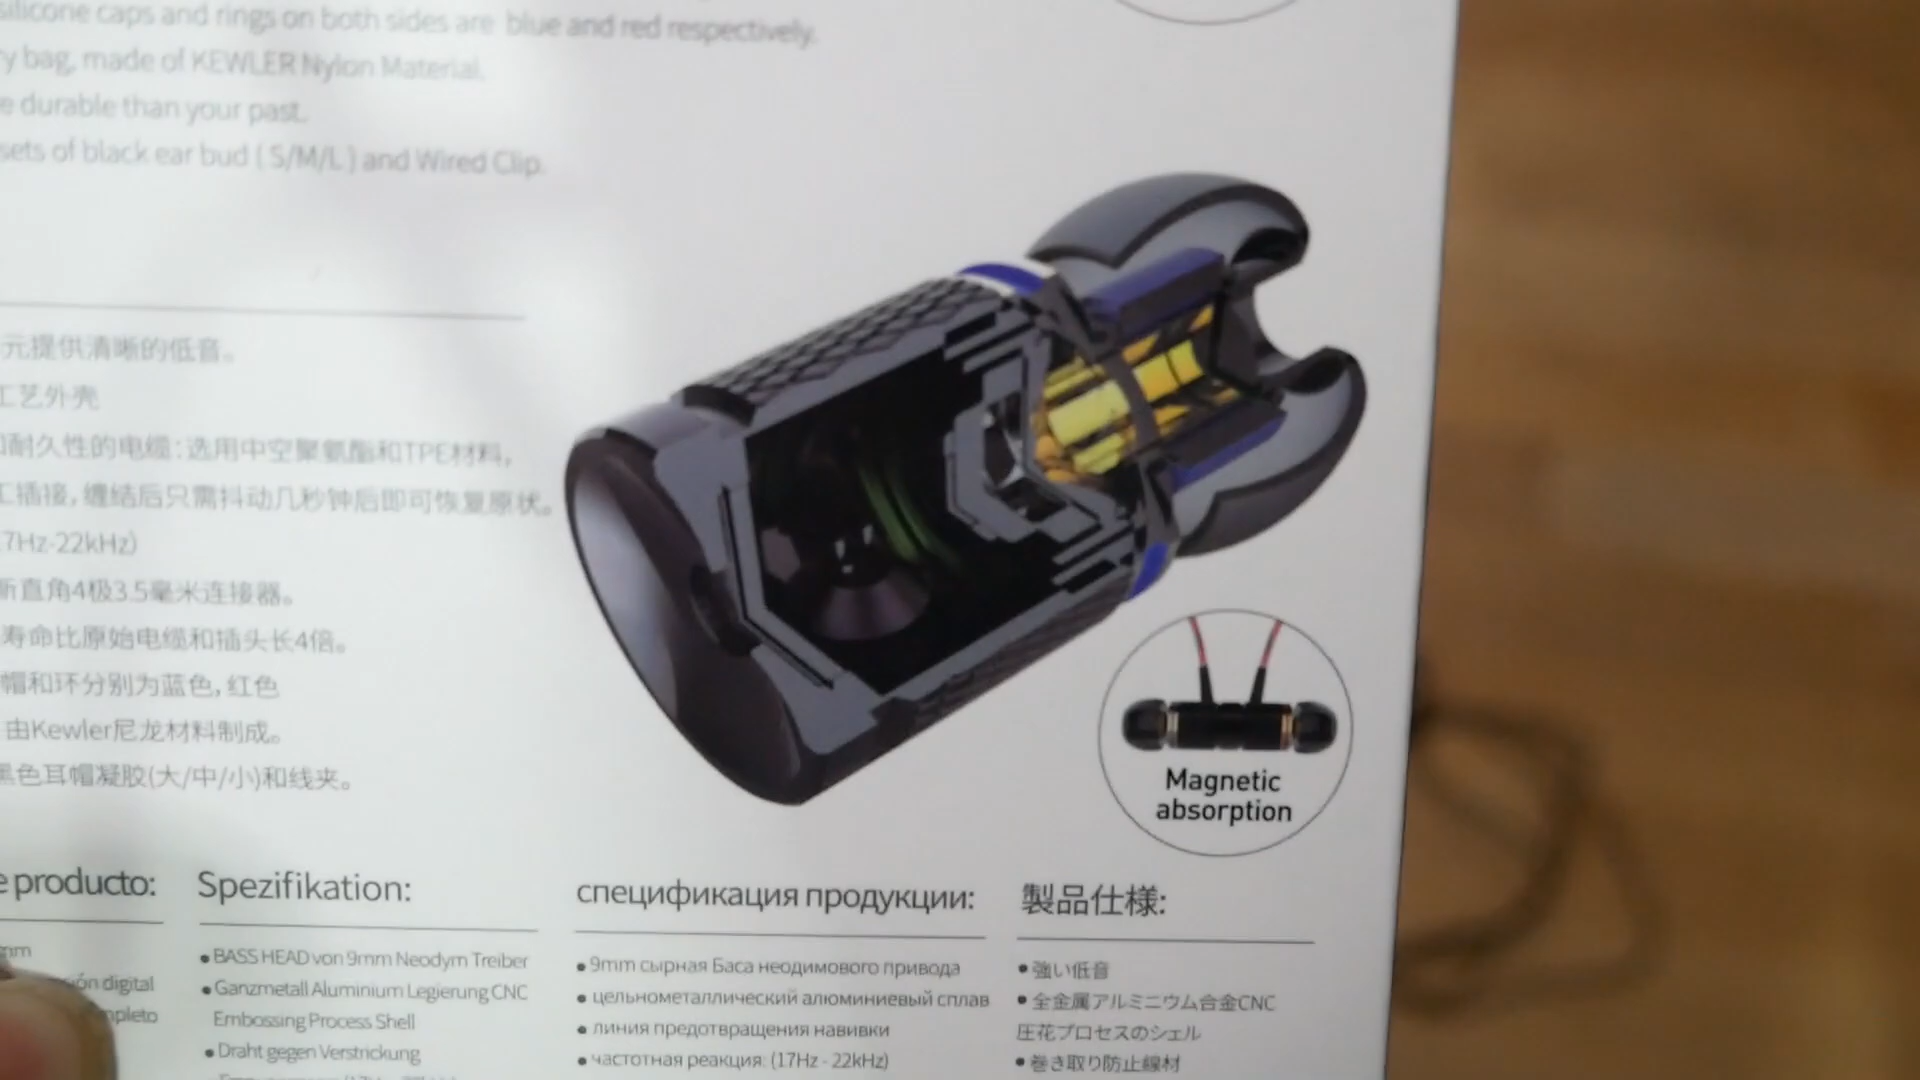 silicone caps and rings on both sides are blue and red respectively.
y bag, made of KEWLER Nylon Material.
e durable than your past.
sets of black ear bud ( S/M/L ) and Wired Clip.
元提供清晰的低音。
工艺外壳
耐久性的电缆：选用中空聚氨酯和TPE材料，
插接，缠结后只需抖动几秒钟后即可恢复原状。
7Hz-22kHz）
新直角4极3.5毫米连接器。
寿命比原始电缆和插头长4倍。
帽和环分别为蓝色，红色
由Kewler尼龙材料制成。
黑色耳帽凝胶(大/中/小)和线夹。
Magnetic
absorption
e producto:
mm
ión digital
mpleto
Spezifikation:
• BASS HEAD von 9mm Neodym Treiber
• Ganzmetall Aluminium Legierung CNC
Embossing Process Shell
• Draht gegen Verstrickung
спецификация продукции:
• 9mm сырная Баса неодимового привода
• цельнометаллический алюминиевый сплав
• линия предотвращения навивки
• частотная реакция: (17Hz - 22kHz)
製品仕様:
• 強い低音
• 全金属アルミニウム合金CNC
圧花プロセスのシェル
• 巻き取り防止線材